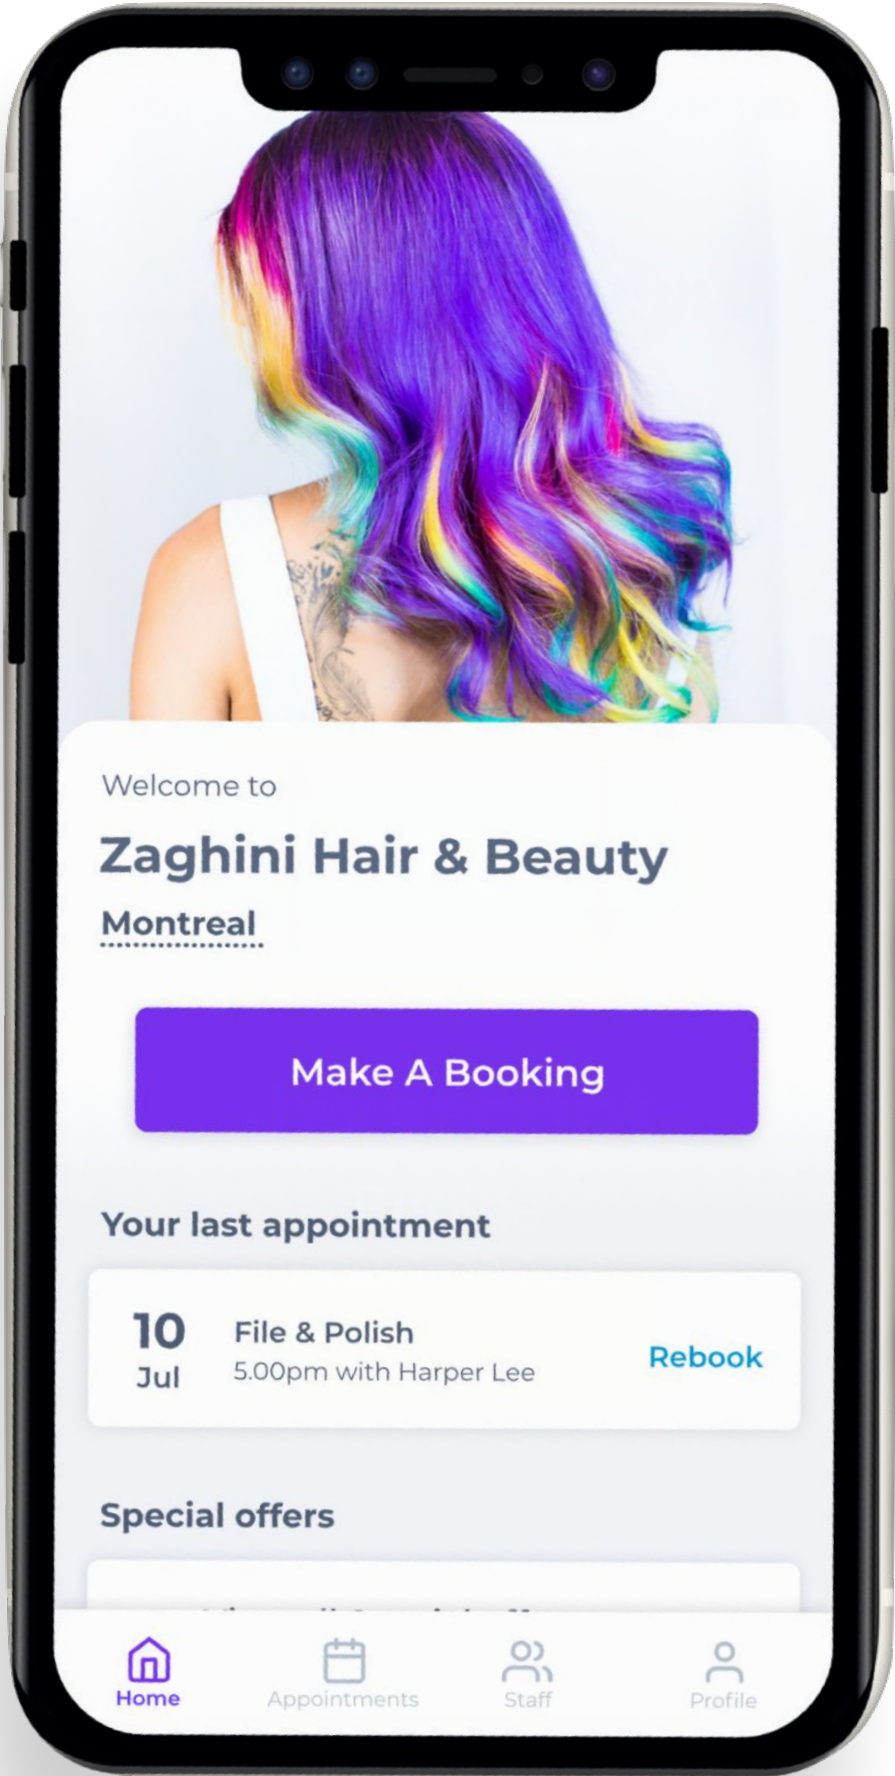 Welcome to
Zaghini Hair & Beauty
Montreal
Make A Booking
Your last appointment
10
Jul
File & Polish
5.00pm with Harper Lee
Rebook
Special offers
Home
Appointments
Staff
Profile